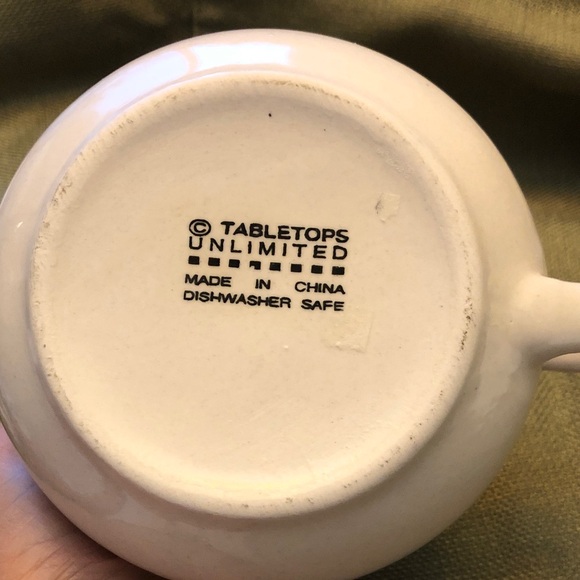 © TABLETOPS
UNLIMITED
MADE IN CHINA
DISHWASHER SAFE